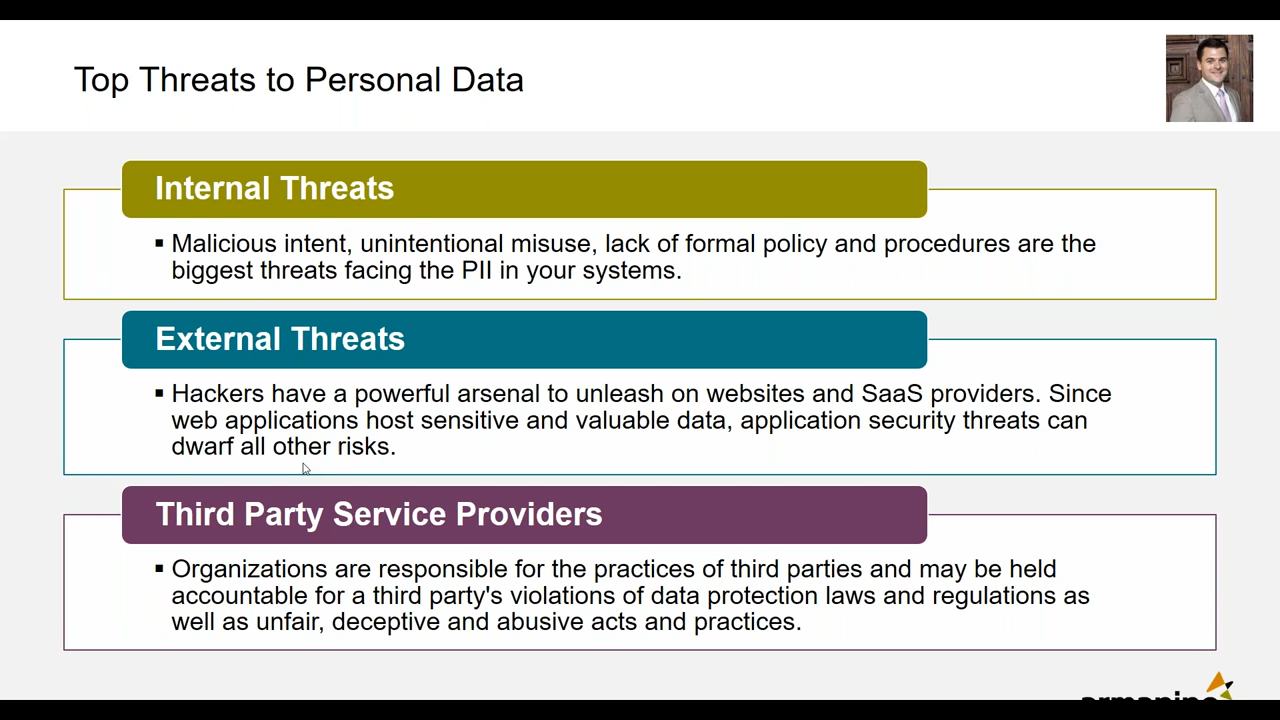 Top Threats to Personal Data
Internal Threats
▪ Malicious intent, unintentional misuse, lack of formal policy and procedures are the
biggest threats facing the PII in your systems.
External Threats
▪ Hackers have a powerful arsenal to unleash on websites and SaaS providers. Since
web applications host sensitive and valuable data, application security threats can
dwarf all other risks.
Third Party Service Providers
▪ Organizations are responsible for the practices of third parties and may be held
accountable for a third party's violations of data protection laws and regulations as
well as unfair, deceptive and abusive acts and practices.